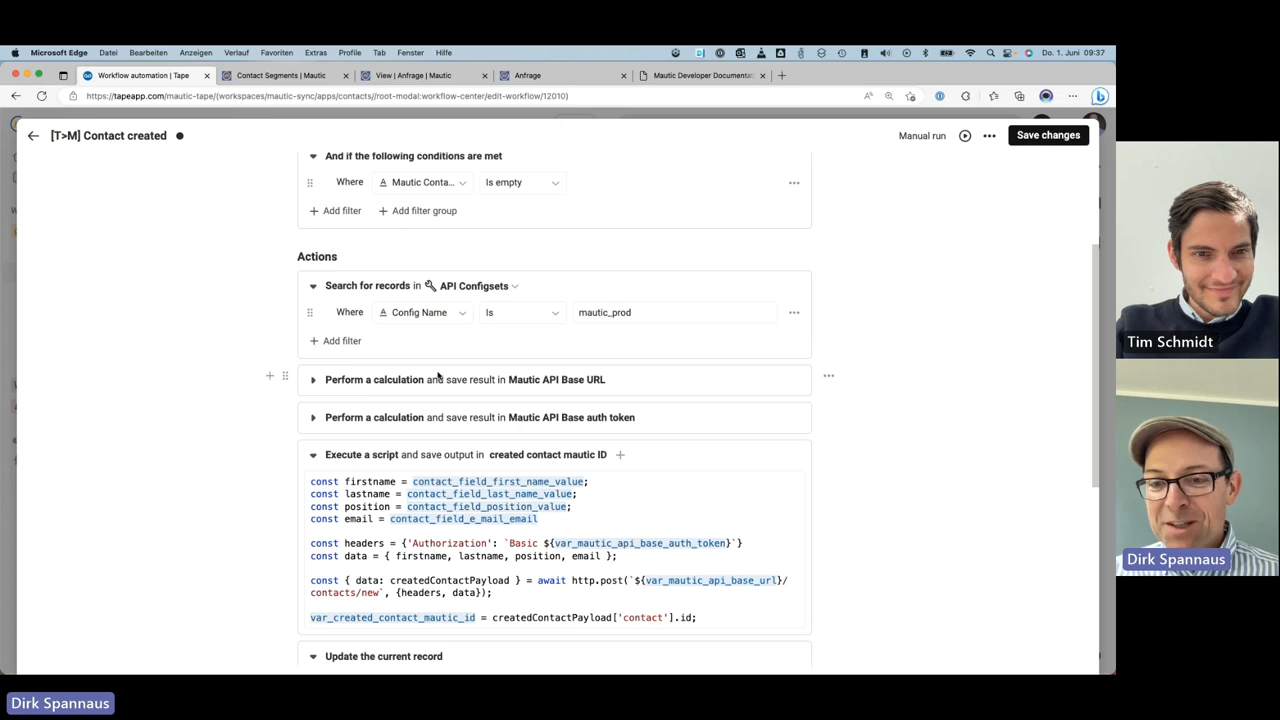 Microsoft Edge Datei Bearbeiten Anzeigen Verlauf Favoriten Extras Profile Tab Fenster Hilfe Do. 1. Juni 09:37
Workflow automation | Tape Contact Segments | Mautic View | Anfrage | Mautic Anfrage Mautic Developer Documentat
https://tapeapp.com/mautic-tape/(workspaces/mautic-sync/apps/contacts//root-modal:workflow-center/edit-workflow/12010)
[T>M] Contact created Manual run Save changes
And if the following conditions are met
Where A Mautic Conta... Is empty
+ Add filter + Add filter group
Actions
Search for records in API Configsets
Where A Config Name Is mautic_prod
+ Add filter
Perform a calculation and save result in Mautic API Base URL
Perform a calculation and save result in Mautic API Base auth token
Execute a script and save output in created contact mautic ID +
const firstname = contact_field_first_name_value;
const lastname = contact_field_last_name_value;
const position = contact_field_position_value;
const email = contact_field_e_mail_email
const headers = {'Authorization': `Basic ${var_mautic_api_base_auth_token}`}
const data = { firstname, lastname, position, email };
const { data: createdContactPayload } = await http.post(`${var_mautic_api_base_url}/
contacts/new`, {headers, data});
var_created_contact_mautic_id = createdContactPayload['contact'].id;
Update the current record
Tim Schmidt
Dirk Spannaus
Dirk Spannaus